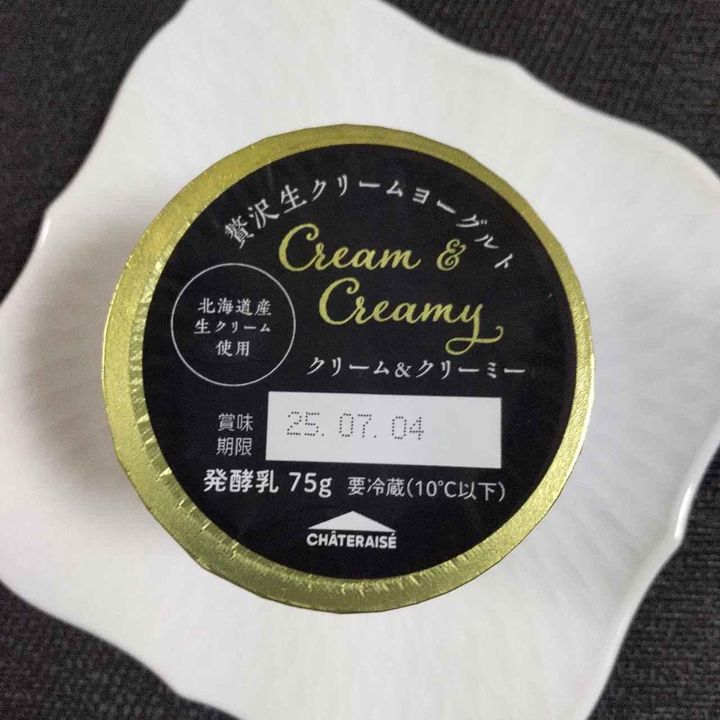 贅沢生クリームヨーグルト
Cream &
Creamy
クリーム&クリーミー
北海道産
生クリーム
使用
賞味
期限
25. 07. 04
発酵乳 75g 要冷蔵(10℃以下)
CHÂTERAISÉ